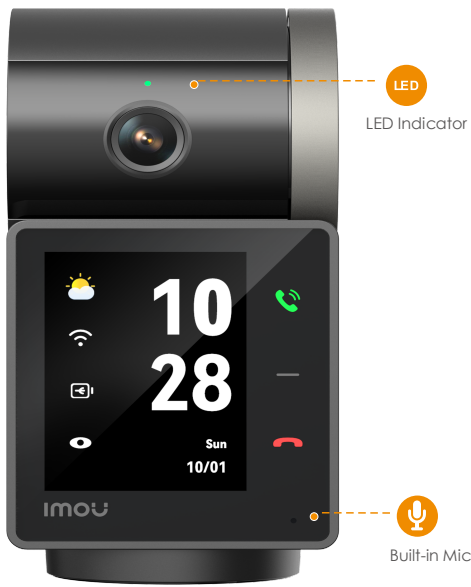 LED
LED Indicator
10
28
Sun
10/01
imou
Built-in Mic